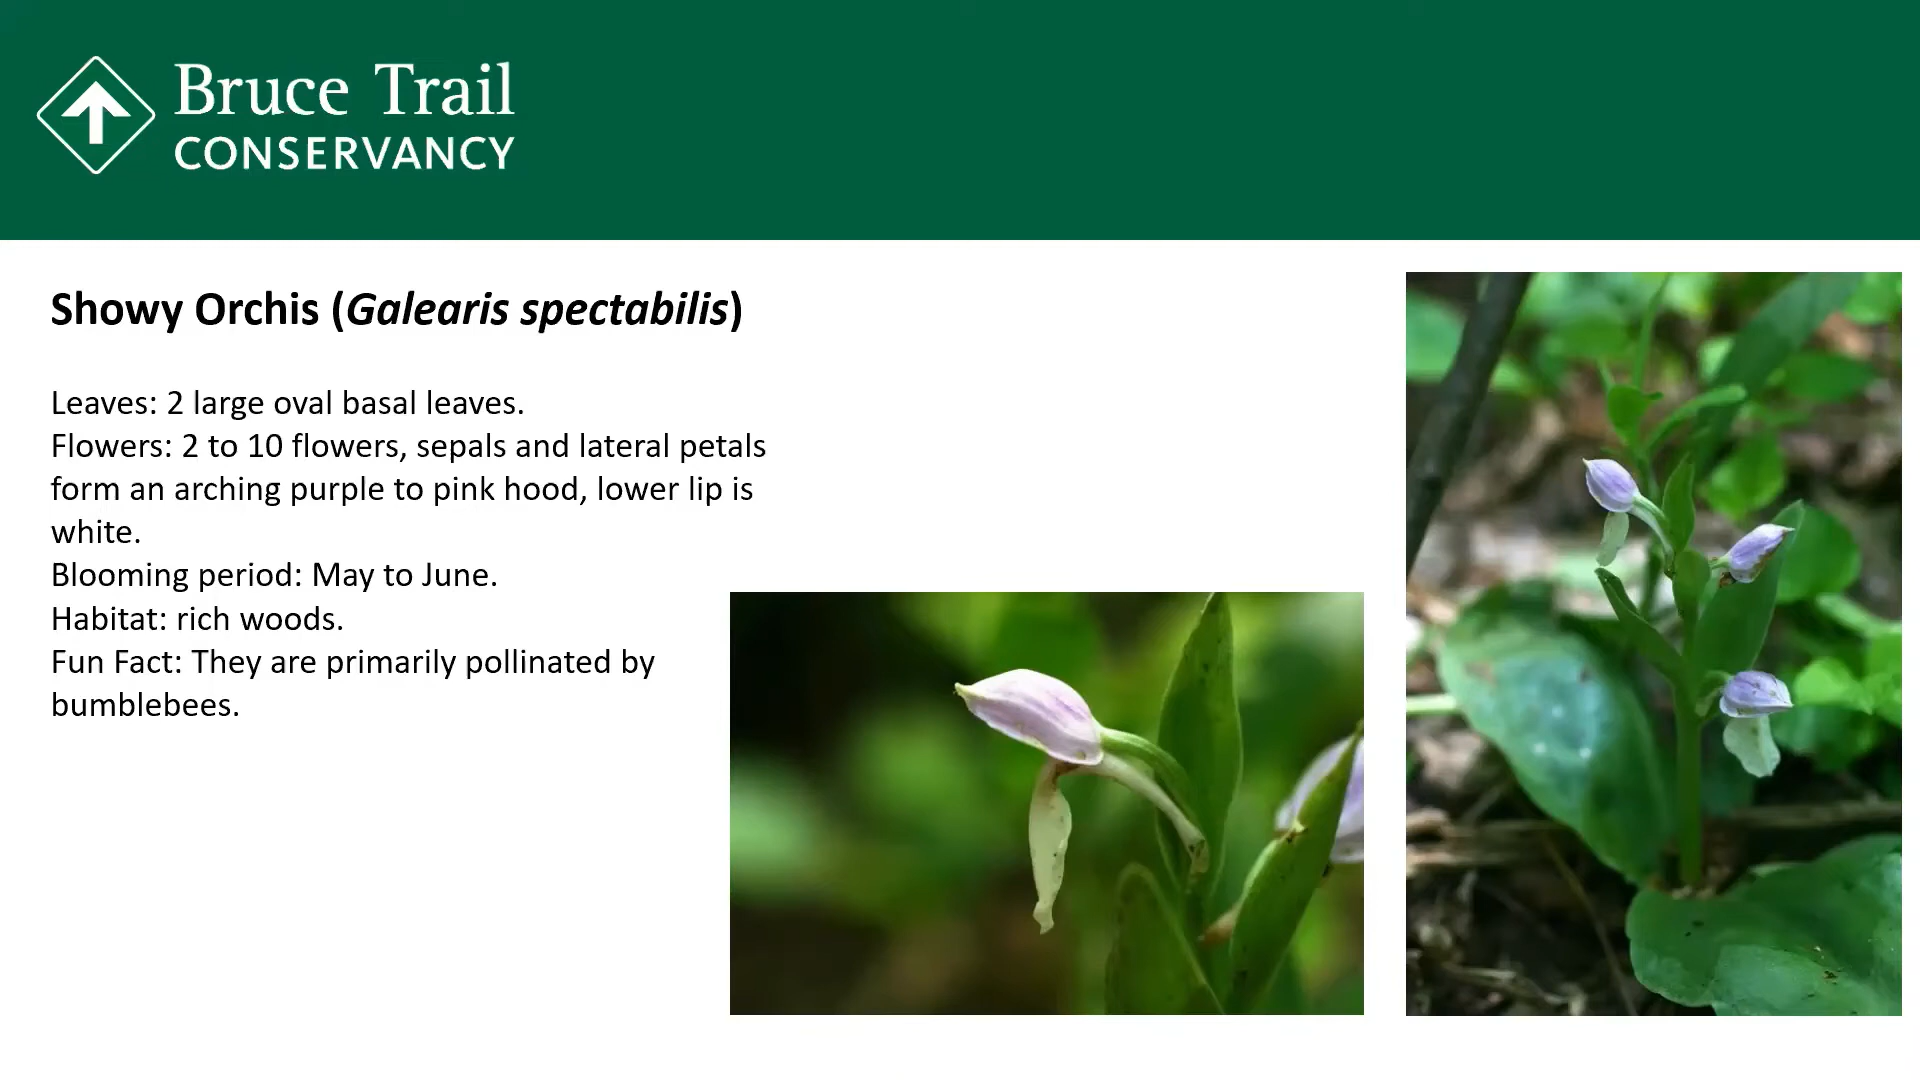 Bruce Trail
CONSERVANCY
Showy Orchis (Galearis spectabilis)
Leaves: 2 large oval basal leaves.
Flowers: 2 to 10 flowers, sepals and lateral petals
form an arching purple to pink hood, lower lip is
white.
Blooming period: May to June.
Habitat: rich woods.
Fun Fact: They are primarily pollinated by
bumblebees.